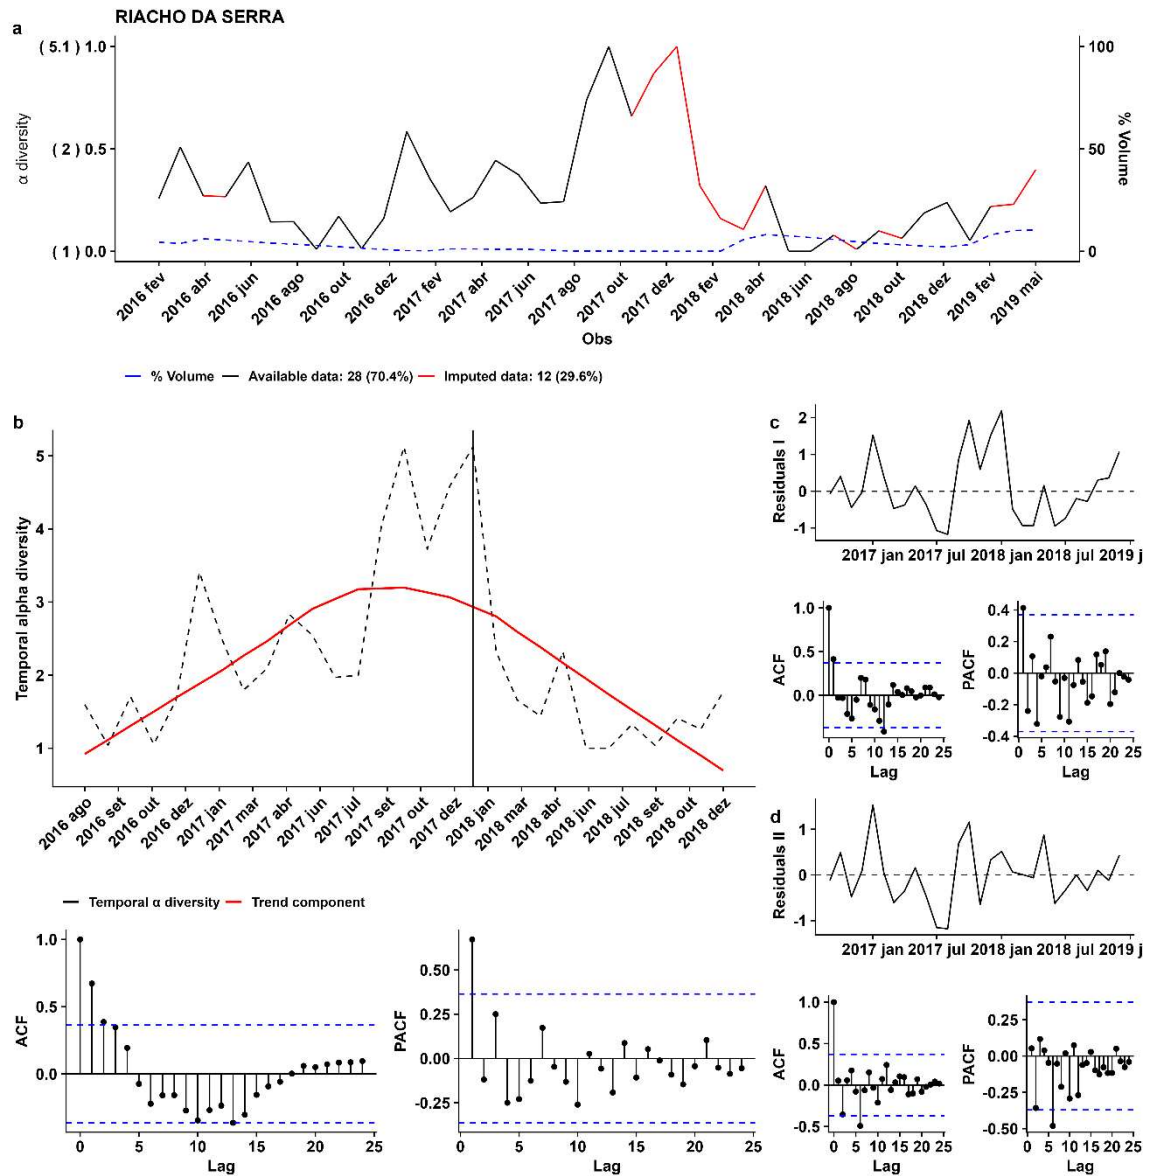 RIACHO DA SERRA
a
α diversity
( 5.1 ) 1.0
( 2 ) 0.5
( 1 ) 0.0
100
50
0
% Volume
2016 fev
2016 abr
2016 jun
2016 ago
2016 out
2016 dez
2017 fev
2017 abr
2017 jun
2017 ago
2017 out
2017 dez
2018 fev
2018 abr
2018 jun
2018 ago
2018 out
2018 dez
2019 fev
2019 mai
Obs
% Volume Available data: 28 (70.4%) Imputed data: 12 (29.6%)
b
Temporal alpha diversity
5
4
3
2
1
2016 ago
2016 set
2016 out
2016 dez
2017 jan
2017 mar
2017 abr
2017 jun
2017 jul
2017 set
2017 out
2017 dez
2018 jan
2018 mar
2018 abr
2018 jun
2018 jul
2018 set
2018 out
2018 dez
Temporal α diversity Trend component
ACF
1.0
0.5
0.0
0 5 10 15 20 25
Lag
PACF
0.50
0.25
0.00
-0.25
0 5 10 15 20 25
Lag
c
Residuals I
2
1
0
-1
2017 jan 2017 jul 2018 jan 2018 jul 2019 j
ACF
1.0
0.5
0.0
0 5 10 15 20 25
Lag
PACF
0.4
0.2
0.0
-0.2
-0.4
0 5 10 15 20 25
Lag
d
Residuals II
1
0
-1
2017 jan 2017 jul 2018 jan 2018 jul 2019 j
ACF
1.0
0.5
0.0
-0.5
0 5 10 15 20 25
Lag
PACF
0.25
0.00
-0.25
-0.50
0 5 10 15 20 25
Lag